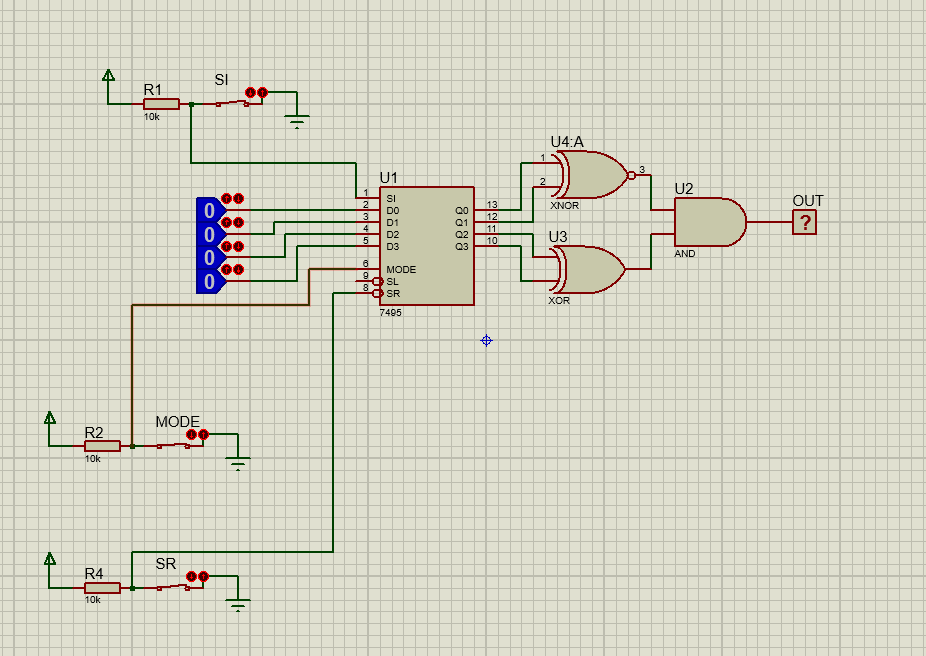 SI
R1
10k
U4:A
1
3
2
XNOR
U1
1 SI
2 D0 Q0 13
3 D1 Q1 12
4 D2 Q2 11
5 D3 Q3 10
6 MODE
9 SL
8 SR
7495
0
0
0
0
U2
AND
OUT
?
U3
XOR
MODE
R2
10k
SR
R4
10k